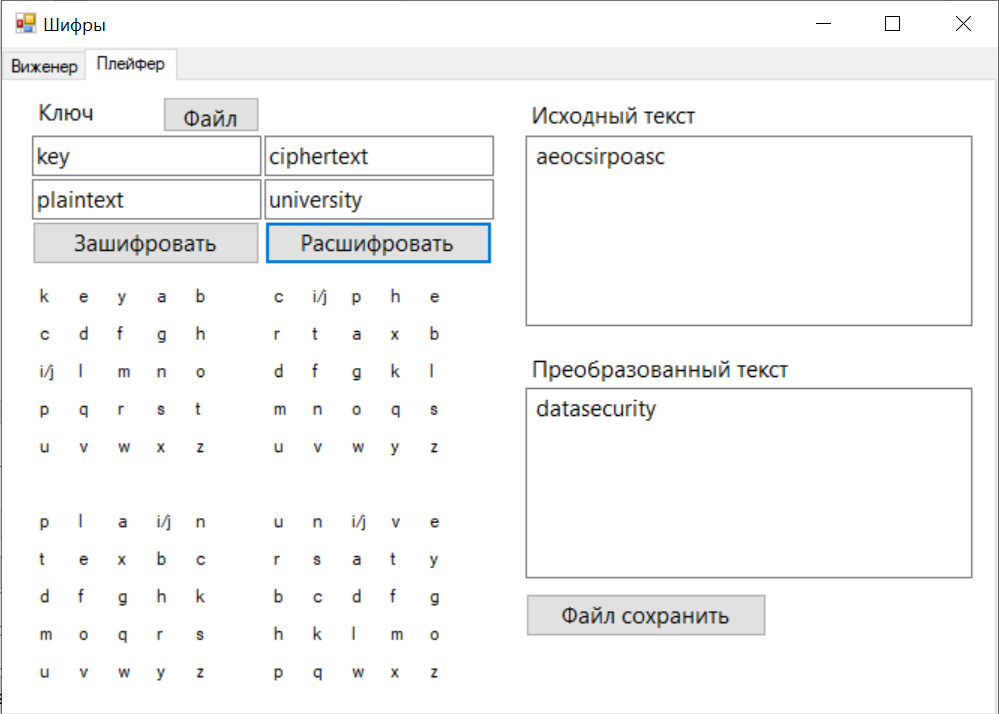 Шифры
Виженер Плейфер
Ключ Файл
key ciphertext
plaintext university
Зашифровать Расшифровать
k e y a b c i/j p h e
c d f g h r t a x b
i/j l m n o d f g k l
p q r s t m n o q s
u v w x z u v w y z
p l a i/j n u n i/j v e
t e x b c r s a t y
d f g h k b c d f g
m o q r s h k l m o
u v w y z p q w x z
Исходный текст
aeocsirpoasc
Преобразованный текст
datasecurity
Файл сохранить